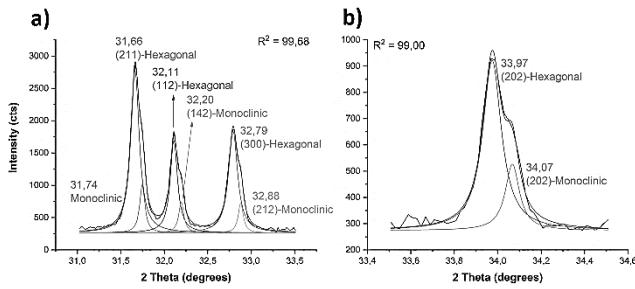 a)
31,66
(211)-Hexagonal
R² = 99,68
32,11
(112)-Hexagonal
32,20
(142)-Monoclinic
32,79
(300)-Hexagonal
31,74
Monoclinic
32,88
(212)-Monoclinic
Intensity (cts)
3000
2500
2000
1500
1000
500
0
31,0 31,5 32,0 32,5 33,0 33,5
2 Theta (degrees)
b)
R² = 99,00
33,97
(202)-Hexagonal
34,07
(202)-Monoclinic
1000
900
800
700
600
500
400
300
200
33,4 33,6 33,8 34,0 34,2 34,4 34,6
2 Theta (degrees)